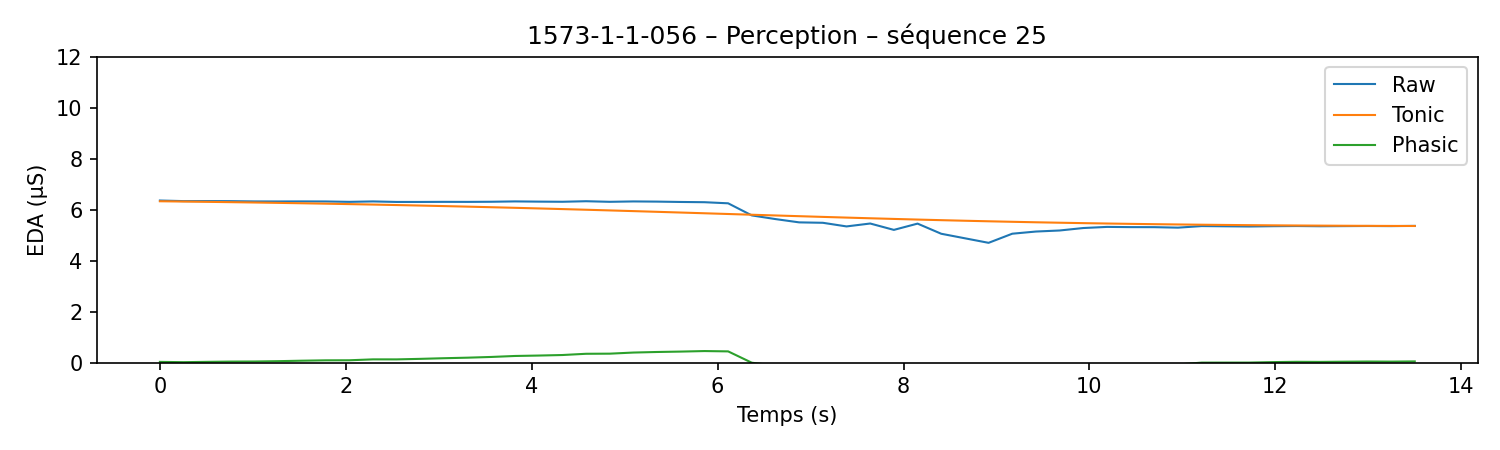 1573-1-1-056 – Perception – séquence 25
EDA (µS)
12
10
8
6
4
2
0
Raw
Tonic
Phasic
0 2 4 6 8 10 12 14
Temps (s)